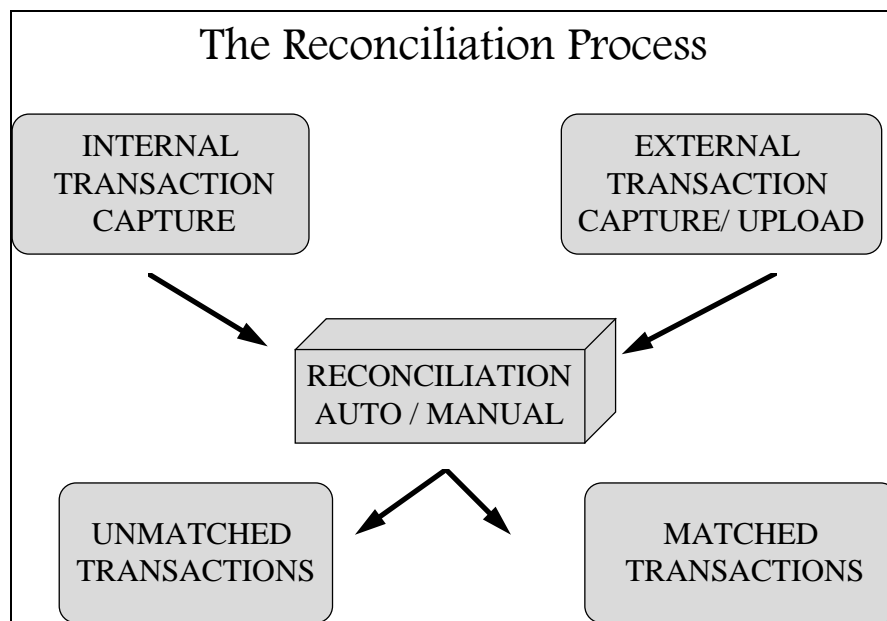 The Reconciliation Process
INTERNAL
TRANSACTION
CAPTURE
EXTERNAL
TRANSACTION
CAPTURE/ UPLOAD
RECONCILIATION
AUTO / MANUAL
UNMATCHED
TRANSACTIONS
MATCHED
TRANSACTIONS